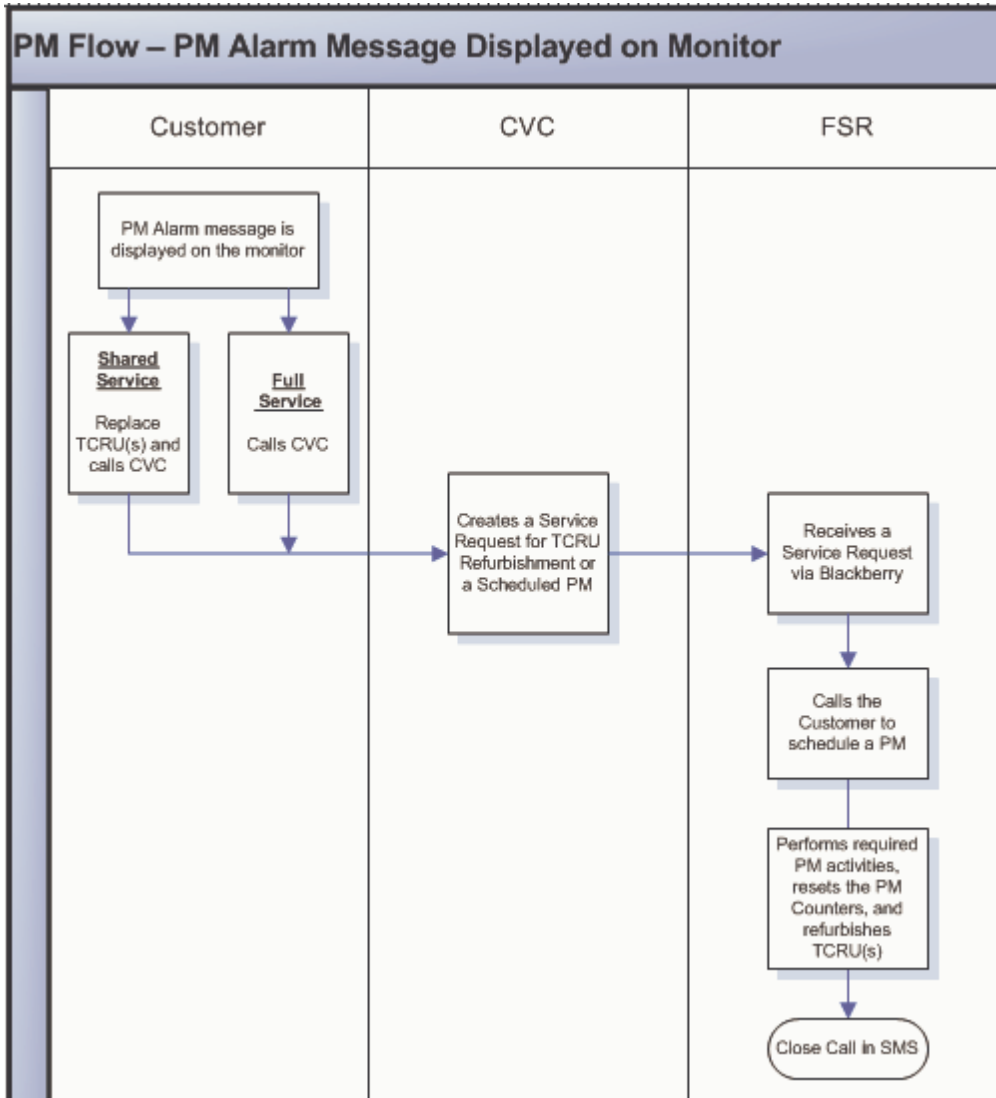 PM Flow – PM Alarm Message Displayed on Monitor
Customer
CVC
FSR
PM Alarm message is
displayed on the monitor
Shared
Service
Replace
TCRU(s) and
calls CVC
Full
Service
Calls CVC
Creates a Service
Request for TCRU
Refurbishment or
a Scheduled PM
Receives a
Service Request
via Blackberry
Calls the
Customer to
schedule a PM
Performs required
PM activities,
resets the PM
Counters, and
refurbishes
TCRU(s)
Close Call in SMS